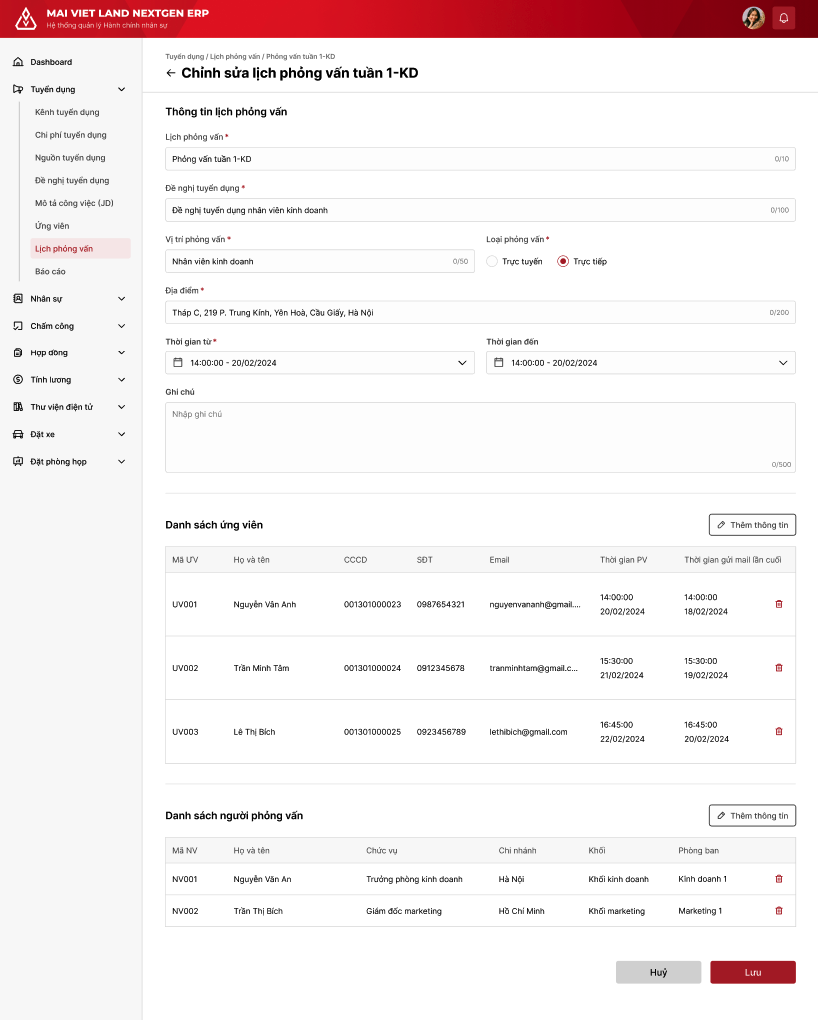 MAI VIET LAND NEXTGEN ERP
Hệ thống quản lý Hành chính nhân sự
Dashboard
Tuyển dụng
Kênh tuyển dụng
Chi phí tuyển dụng
Nguồn tuyển dụng
Đề nghị tuyển dụng
Mô tả công việc (JD)
Ứng viên
Lịch phỏng vấn
Báo cáo
Nhân sự
Chấm công
Hợp đồng
Tính lương
Thư viện điện tử
Đặt xe
Đặt phòng họp
Tuyển dụng / Lịch phỏng vấn / Phỏng vấn tuần 1-KD
Chỉnh sửa lịch phỏng vấn tuần 1-KD
Thông tin lịch phỏng vấn
Lịch phỏng vấn *
Phỏng vấn tuần 1-KD 0/10
Đề nghị tuyển dụng *
Đề nghị tuyển dụng nhân viên kinh doanh 0/100
Vị trí phỏng vấn * Loại phỏng vấn *
Nhân viên kinh doanh 0/50 Trực tuyến Trực tiếp
Địa điểm *
Tháp C, 219 P. Trung Kính, Yên Hoà, Cầu Giấy, Hà Nội 0/200
Thời gian từ * Thời gian đến
14:00:00 - 20/02/2024 14:00:00 - 20/02/2024
Ghi chú
Nhập ghi chú
0/500
Danh sách ứng viên Thêm thông tin
Mã ƯV Họ và tên CCCD SĐT Email Thời gian PV Thời gian gửi mail lần cuối
UV001 Nguyễn Vân Anh 001301000023 0987654321 nguyenvananh@gmail.... 14:00:00 20/02/2024 14:00:00 18/02/2024
UV002 Trần Minh Tâm 001301000024 0912345678 tranminhtam@gmail.c... 15:30:00 21/02/2024 15:30:00 19/02/2024
UV003 Lê Thị Bích 001301000025 0923456789 lethibich@gmail.com 16:45:00 22/02/2024 16:45:00 20/02/2024
Danh sách người phỏng vấn Thêm thông tin
Mã NV Họ và tên Chức vụ Chi nhánh Khối Phòng ban
NV001 Nguyễn Văn An Trưởng phòng kinh doanh Hà Nội Khối kinh doanh Kinh doanh 1
NV002 Trần Thị Bích Giám đốc marketing Hồ Chí Minh Khối marketing Marketing 1
Huỷ Lưu